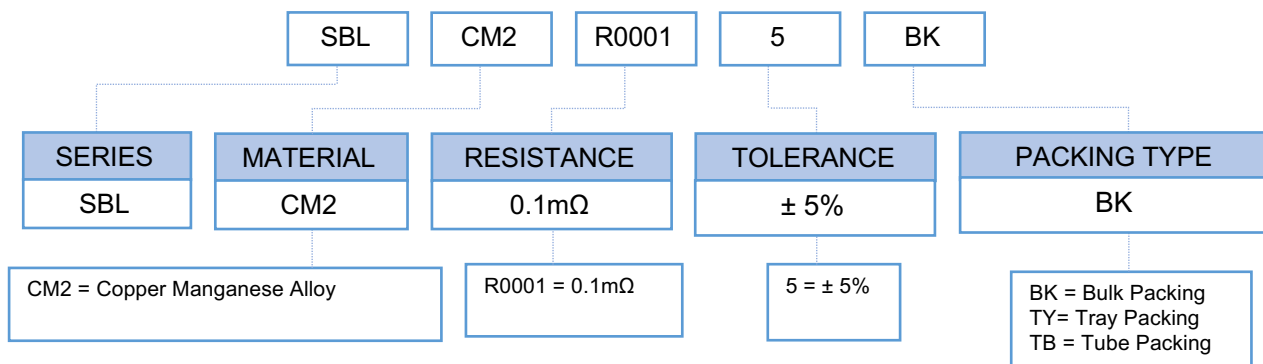 SBL CM2 R0001 5 BK
SERIES MATERIAL RESISTANCE TOLERANCE PACKING TYPE
SBL CM2 0.1mΩ ± 5% BK
CM2 = Copper Manganese Alloy
R0001 = 0.1mΩ
5 = ± 5%
BK = Bulk Packing
TY= Tray Packing
TB = Tube Packing